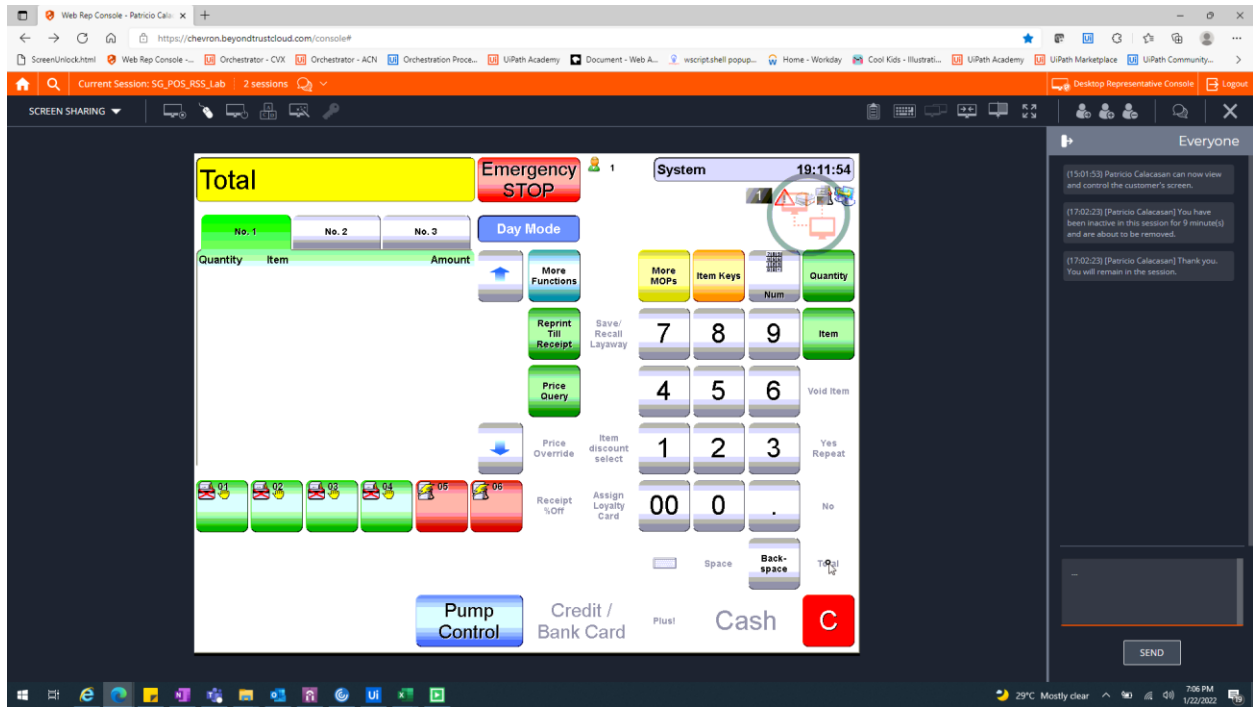 Web Rep Console - Patricio Cala
https://chevron.beyondtrustcloud.com/console#
ScreenUnlock.html Web Rep Console -... Orchestrator - CVX Orchestrator - ACN Orchestration Proce... UiPath Academy Document - Web A... wscript.shell popup... Home - Workday Cool Kids - Illustrati... UiPath Academy UiPath Marketplace UiPath Community...
Current Session: SG_POS_RSS_Lab 2 sessions Desktop Representative Console Logout
SCREEN SHARING
Everyone
(15:01:53) Patricio Calacasan can now view
and control the customer's screen.
(17:02:23) [Patricio Calacasan] You have
been inactive in this session for 9 minute(s)
and are about to be removed.
(17:02:23) [Patricio Calacasan] Thank you.
You will remain in the session.
Total
Emergency
STOP
1
System 19:11:54
1
No. 1 No. 2 No. 3
Day Mode
Quantity Item Amount
More
Functions
More
MOPs
Item Keys
Num
Quantity
Reprint
Till
Receipt
Save/
Recall
Layaway
7 8 9
Item
Price
Query
4 5 6
Void Item
Price
Override
Item
discount
select
1 2 3
Yes
Repeat
01 02 03 04 05 06
Receipt
%Off
Assign
Loyalty
Card
00 0 .
No
Space
Back-
space
Total
Pump
Control
Credit /
Bank Card
Plus!
Cash
C
...
SEND
29°C Mostly clear
7:06 PM
1/22/2022